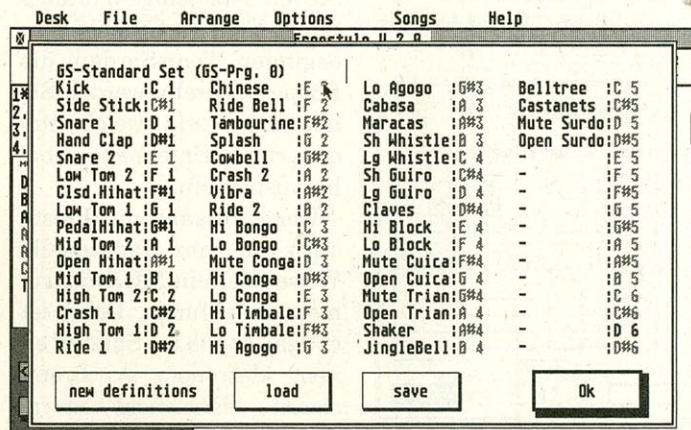 Desk File Arrange Options Songs Help
Freestyle V 2.0
GS-Standard Set (GS-Prg. 0)
Kick :C 1 Chinese :E 2 Lo Agogo :G#3 Belltree :C 5
Side Stick:C#1 Ride Bell :F 2 Cabasa :A 3 Castanets :C#5
Snare 1 :D 1 Tambourine:F#2 Maracas :A#3 Mute Surdo:D 5
Hand Clap :D#1 Splash :G 2 Sh Whistle:B 3 Open Surdo:D#5
Snare 2 :E 1 Cowbell :G#2 Lg Whistle:C 4 - :E 5
Low Tom 2 :F 1 Crash 2 :A 2 Sh Guiro :C#4 - :F 5
Clsd.Hihat:F#1 Vibra :A#2 Lg Guiro :D 4 - :F#5
Low Tom 1 :G 1 Ride 2 :B 2 Claves :D#4 - :G 5
PedalHihat:G#1 Hi Bongo :C 3 Hi Block :E 4 - :G#5
Mid Tom 2 :A 1 Lo Bongo :C#3 Lo Block :F 4 - :A 5
Open Hihat:A#1 Mute Conga:D 3 Mute Cuica:F#4 - :A#5
Mid Tom 1 :B 1 Hi Conga :D#3 Open Cuica:G 4 - :B 5
High Tom 2:C 2 Lo Conga :E 3 Mute Trian:G#4 - :C 6
Crash 1 :C#2 Hi Timbale:F 3 Open Trian:A 4 - :C#6
High Tom 1:D 2 Lo Timbale:F#3 Shaker :A#4 - :D 6
Ride 1 :D#2 Hi Agogo :G 3 JingleBell:B 4 - :D#6
new definitions load save Ok